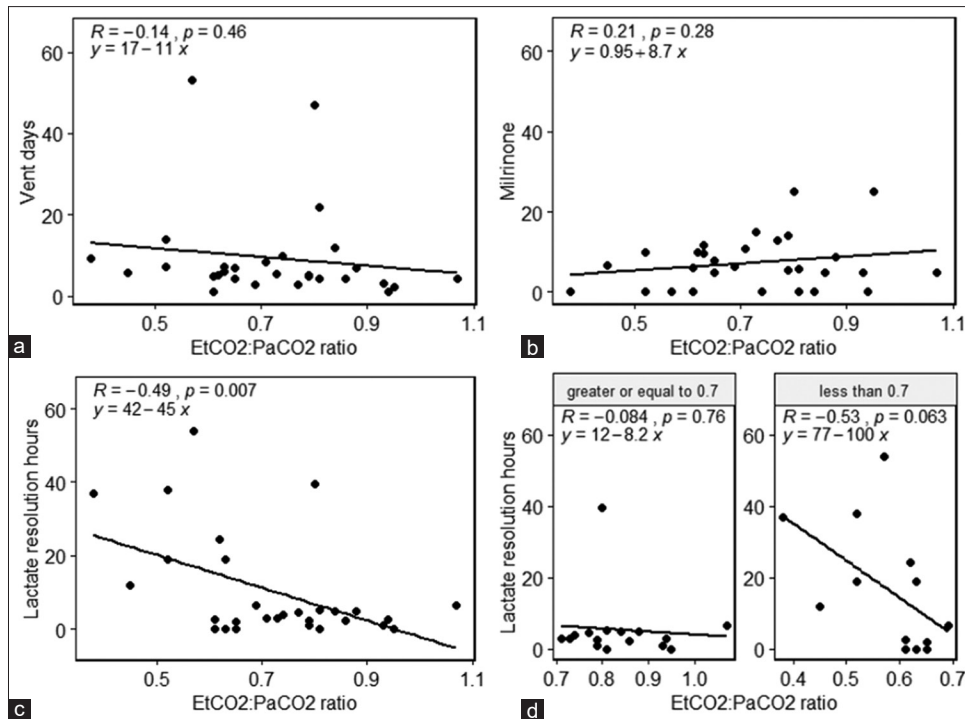 R = −0.14 , p = 0.46
y = 17 − 11 x
60
40
20
0
Vent days
0.5 0.7 0.9 1.1
EtCO2:PaCO2 ratio
a
R = 0.21 , p = 0.28
y = 0.95 + 8.7 x
60
40
20
0
Milrinone
0.5 0.7 0.9 1.1
EtCO2:PaCO2 ratio
b
R = −0.49 , p = 0.007
y = 42 − 45 x
60
40
20
0
Lactate resolution hours
0.5 0.7 0.9 1.1
EtCO2:PaCO2 ratio
c
greater or equal to 0.7
R = −0.084 , p = 0.76
y = 12 − 8.2 x
60
40
20
0
Lactate resolution hours
0.7 0.8 0.9 1.0
less than 0.7
R = −0.53 , p = 0.063
y = 77 − 100 x
60
40
20
0
0.4 0.5 0.6 0.7
EtCO2:PaCO2 ratio
d